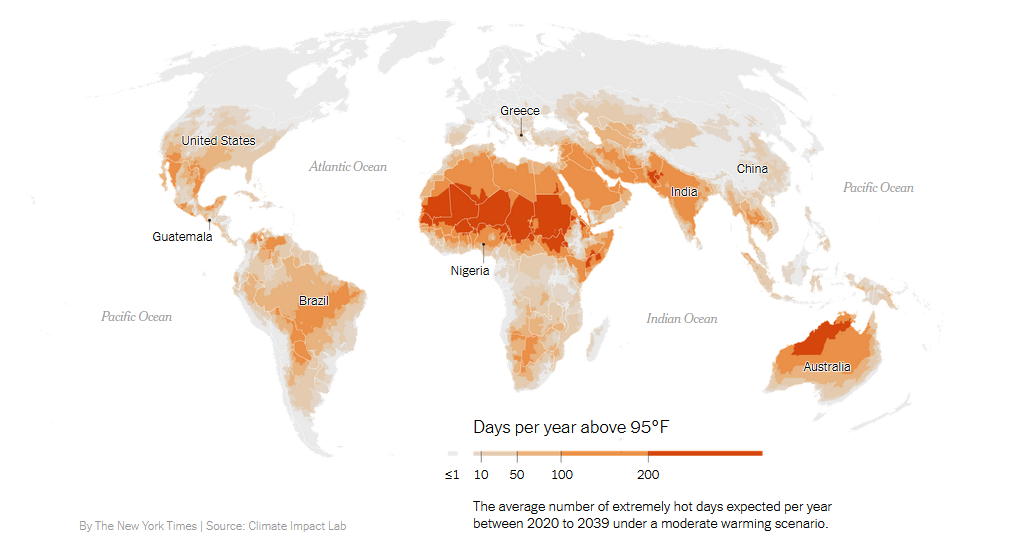 Greece
United States
Atlantic Ocean
China
Pacific Ocean
India
Guatemala
Nigeria
Brazil
Pacific Ocean
Indian Ocean
Australia
Days per year above 95°F
≤1 10 50 100 200
The average number of extremely hot days expected per year
between 2020 to 2039 under a moderate warming scenario.
By The New York Times | Source: Climate Impact Lab